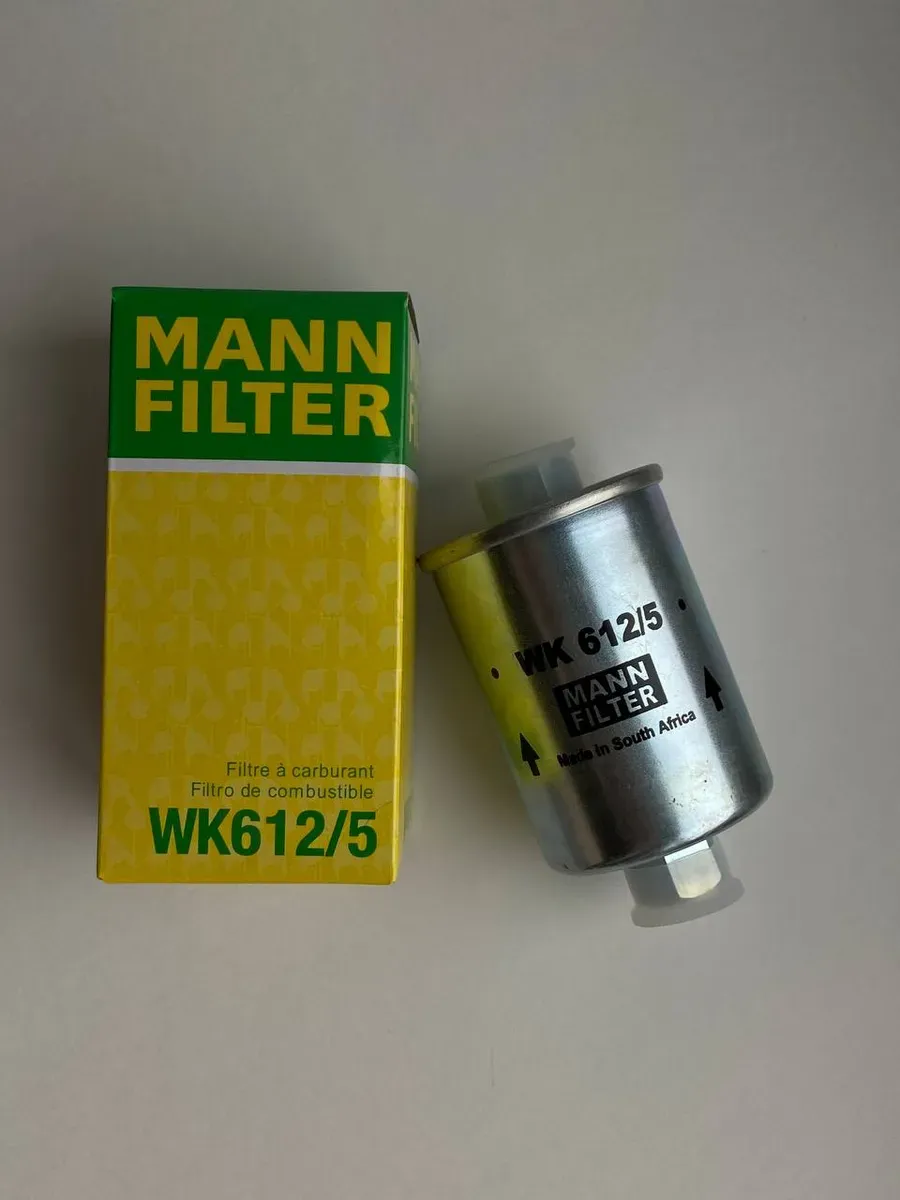 MANN
FILTER
Filtre à carburant
Filtro de combustible
WK612/5
WK 612/5
MANN
FILTER
Made in South Africa